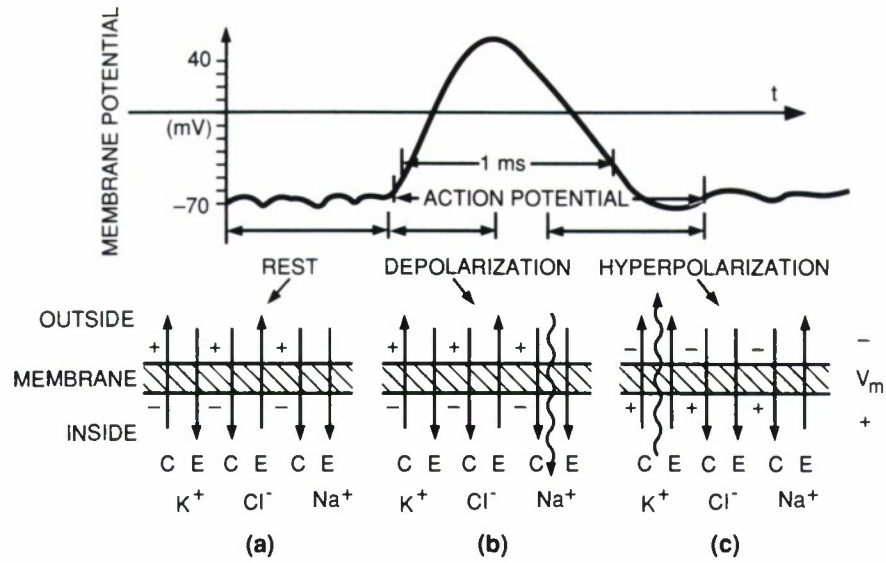 MEMBRANE POTENTIAL
40
(mV)
t
1 ms
ACTION POTENTIAL
–70
REST DEPOLARIZATION HYPERPOLARIZATION
OUTSIDE + + + + + + – – – –
MEMBRANE Vm
– – – – – – + + + +
INSIDE
C E C E C E C E C E C E C E C E C E
K+ Cl- Na+ K+ Cl- Na+ K+ Cl- Na+
(a) (b) (c)